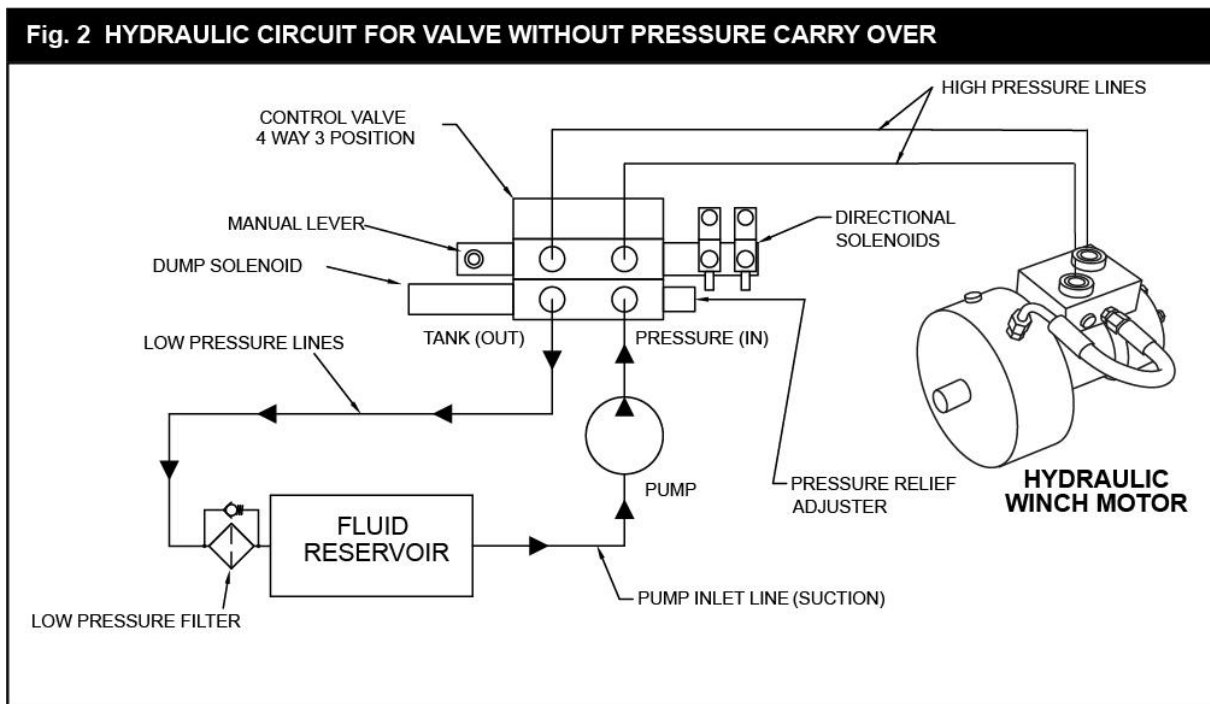 Fig. 2 HYDRAULIC CIRCUIT FOR VALVE WITHOUT PRESSURE CARRY OVER
HIGH PRESSURE LINES
CONTROL VALVE
4 WAY 3 POSITION
MANUAL LEVER
DIRECTIONAL
SOLENOIDS
DUMP SOLENOID
TANK (OUT)
PRESSURE (IN)
LOW PRESSURE LINES
PUMP
PRESSURE RELIEF
ADJUSTER
HYDRAULIC
WINCH MOTOR
FLUID
RESERVOIR
PUMP INLET LINE (SUCTION)
LOW PRESSURE FILTER